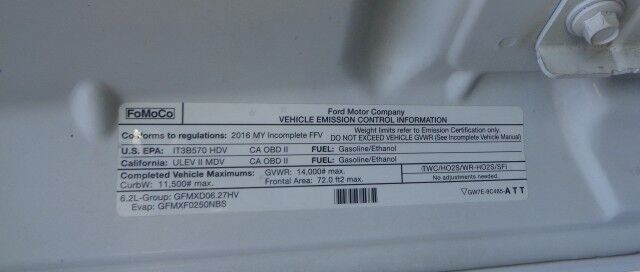 FoMoCo
Ford Motor Company
VEHICLE EMISSION CONTROL INFORMATION
Conforms to regulations: 2016 MY Incomplete FFV
Weight limits refer to Emission Certification only.
DO NOT EXCEED VEHICLE GVWR (See Incomplete Vehicle Manual)
U.S. EPA: IT3B570 HDV CA OBD II FUEL: Gasoline/Ethanol
California: ULEV II MDV CA OBD II FUEL: Gasoline/Ethanol
Completed Vehicle Maximums: GVWR: 14,000# max.
CurbW: 11,500# max. Frontal Area: 72.0 ft2 max.
TWC/HO2S/WR-HO2S/SFI
6.2L-Group: GFMXD06.27HV
Evap: GFMXF0250NBS
GW7E-9C485-ATT